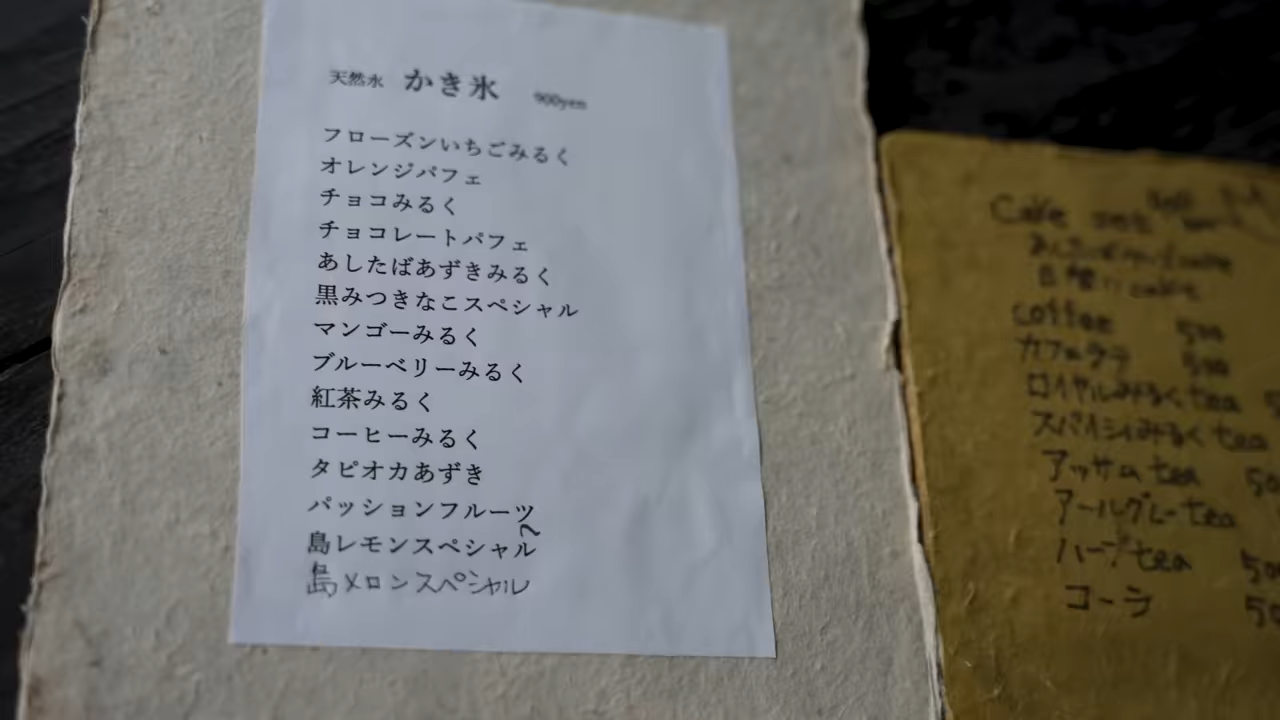 天然水 かき氷 900yen
フローズンいちごみるく
オレンジパフェ
チョコみるく
チョコレートパフェ
あしたばあずきみるく
黒みつきなこスペシャル
マンゴーみるく
ブルーベリーみるく
紅茶みるく
コーヒーみるく
タピオカあずき
パッションフルーツ
島レモンスペシャル
島メロンスペシャル
Cake set
cake
coffee 500
カフェラテ 500
ロイヤルみるくtea
スパイシィみるくtea
アッサムtea
アールグレーtea
ハーブtea
コーラ